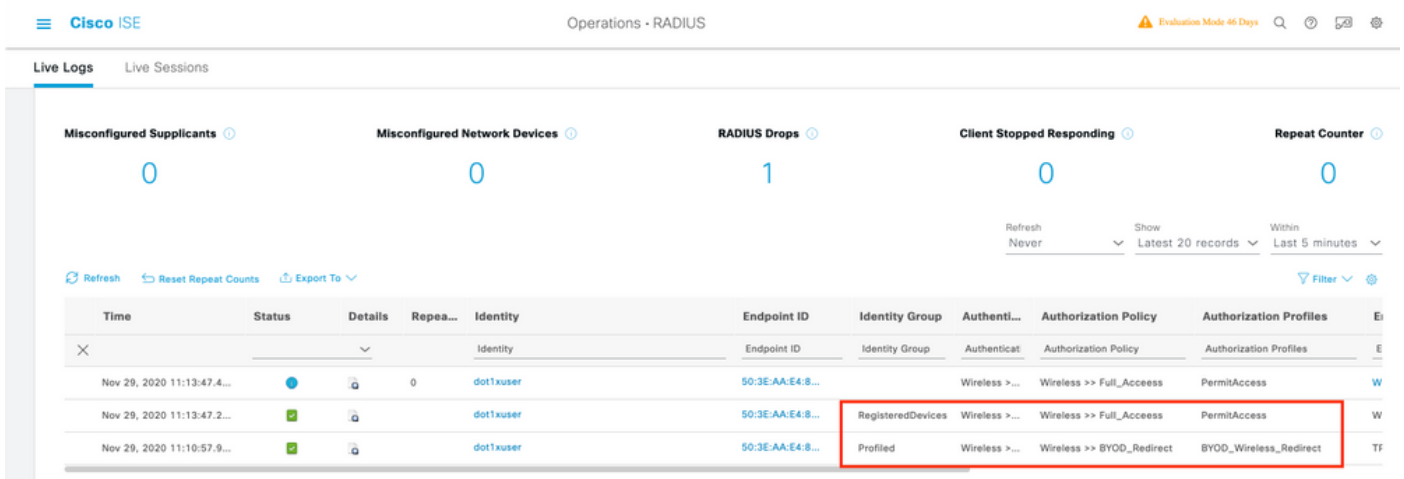 Cisco ISE Operations · RADIUS Evaluation Mode 46 Days
Live Logs Live Sessions
Misconfigured Supplicants Misconfigured Network Devices RADIUS Drops Client Stopped Responding Repeat Counter
0 0 1 0 0
Refresh Show Within
Never Latest 20 records Last 5 minutes
Refresh Reset Repeat Counts Export To Filter
Time Status Details Repea... Identity Endpoint ID Identity Group Authenti... Authorization Policy Authorization Profiles E
Identity Endpoint ID Identity Group Authenticat Authorization Policy Authorization Profiles E
Nov 29, 2020 11:13:47.4... 0 dot1xuser 50:3E:AA:E4:8... Wireless >... Wireless >> Full_Acceess PermitAccess W
Nov 29, 2020 11:13:47.2... dot1xuser 50:3E:AA:E4:8... RegisteredDevices Wireless >... Wireless >> Full_Acceess PermitAccess W
Nov 29, 2020 11:10:57.9... dot1xuser 50:3E:AA:E4:8... Profiled Wireless >... Wireless >> BYOD_Redirect BYOD_Wireless_Redirect TF